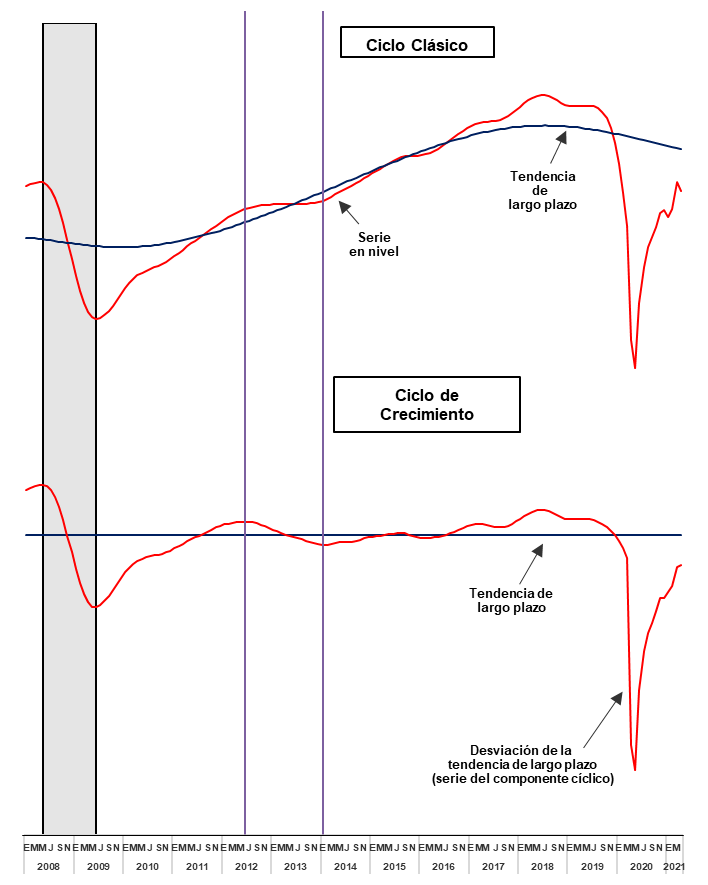 Ciclo Clásico
Tendencia
de
largo plazo
Serie
en nivel
Ciclo de
Crecimiento
Tendencia de
largo plazo
Desviación de la
tendencia de largo plazo
(serie del componente cíclico)
EMMJ SN EMMJ SN EMMJ SN EMMJ SN EMMJ SN EMMJ SN EMMJ SN EMMJ SN EMMJ SN EMMJ SN EMMJ SN EMMJ SN EMMJ SN EM
2008 2009 2010 2011 2012 2013 2014 2015 2016 2017 2018 2019 2020 2021